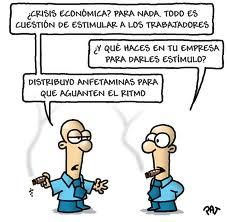 ¿CRISIS ECONÓMICA? PARA NADA. TODO ES
CUESTIÓN DE ESTIMULAR A LOS TRABAJADORES
¿Y QUÉ HACES EN TU EMPRESA
PARA DARLES ESTÍMULO?
DISTRIBUYO ANFETAMINAS PARA
QUE AGUANTEN EL RITMO
PAT